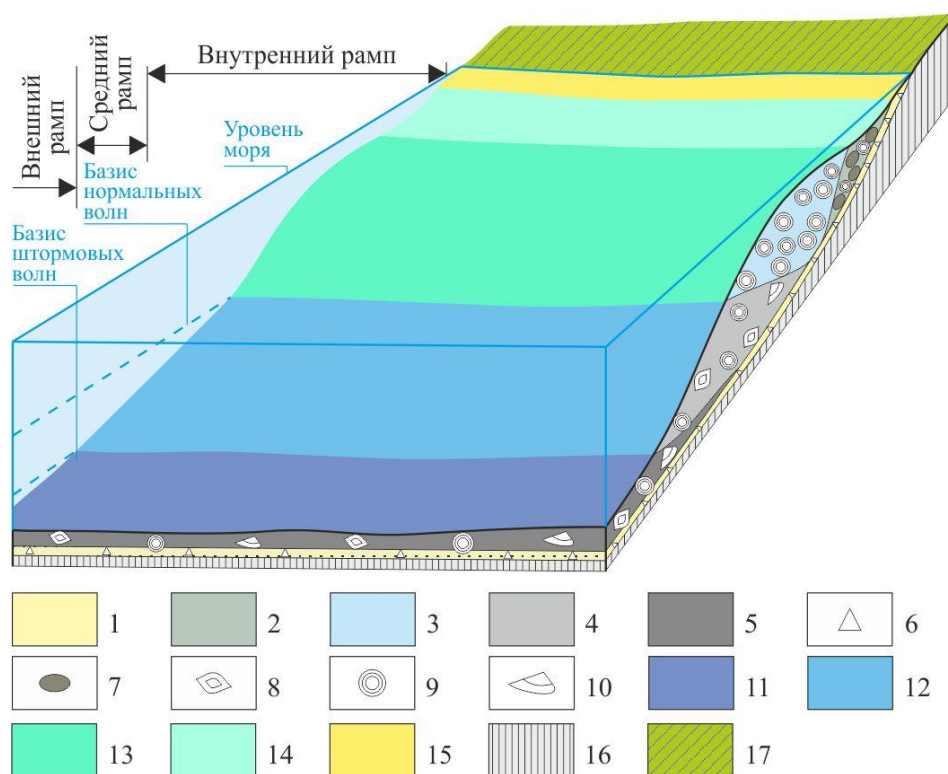 Внешний
рамп
Средний
рамп
Внутренний рамп
Уровень
моря
Базис
нормальных
волн
Базис
штормовых
волн
1
2
3
4
5
6
7
8
9
10
11
12
13
14
15
16
17